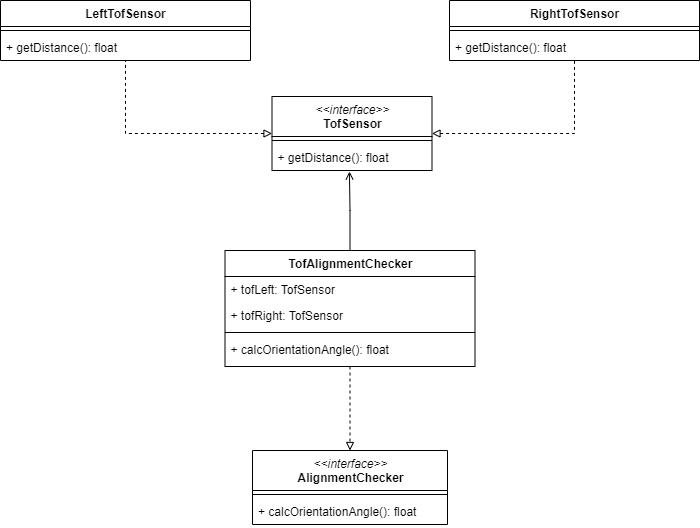 LeftTofSensor
+ getDistance(): float
RightTofSensor
+ getDistance(): float
<<interface>>
TofSensor
+ getDistance(): float
TofAlignmentChecker
+ tofLeft: TofSensor
+ tofRight: TofSensor
+ calcOrientationAngle(): float
<<interface>>
AlignmentChecker
+ calcOrientationAngle(): float